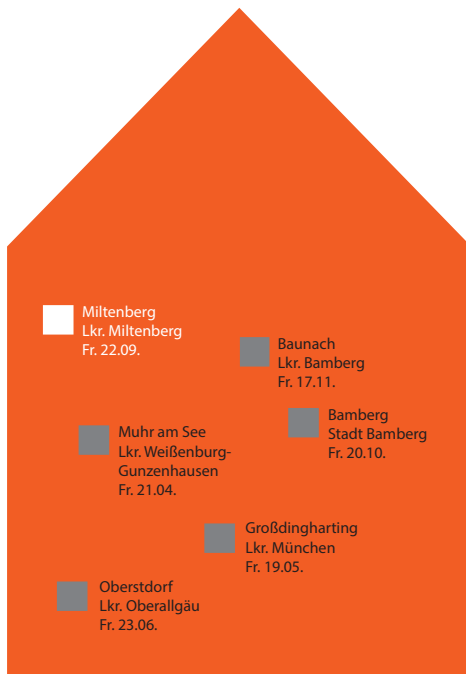 Miltenberg
Lkr. Miltenberg
Fr. 22.09.
Baunach
Lkr. Bamberg
Fr. 17.11.
Bamberg
Stadt Bamberg
Fr. 20.10.
Muhr am See
Lkr. Weißenburg-
Gunzenhausen
Fr. 21.04.
Großdingharting
Lkr. München
Fr. 19.05.
Oberstdorf
Lkr. Oberallgäu
Fr. 23.06.